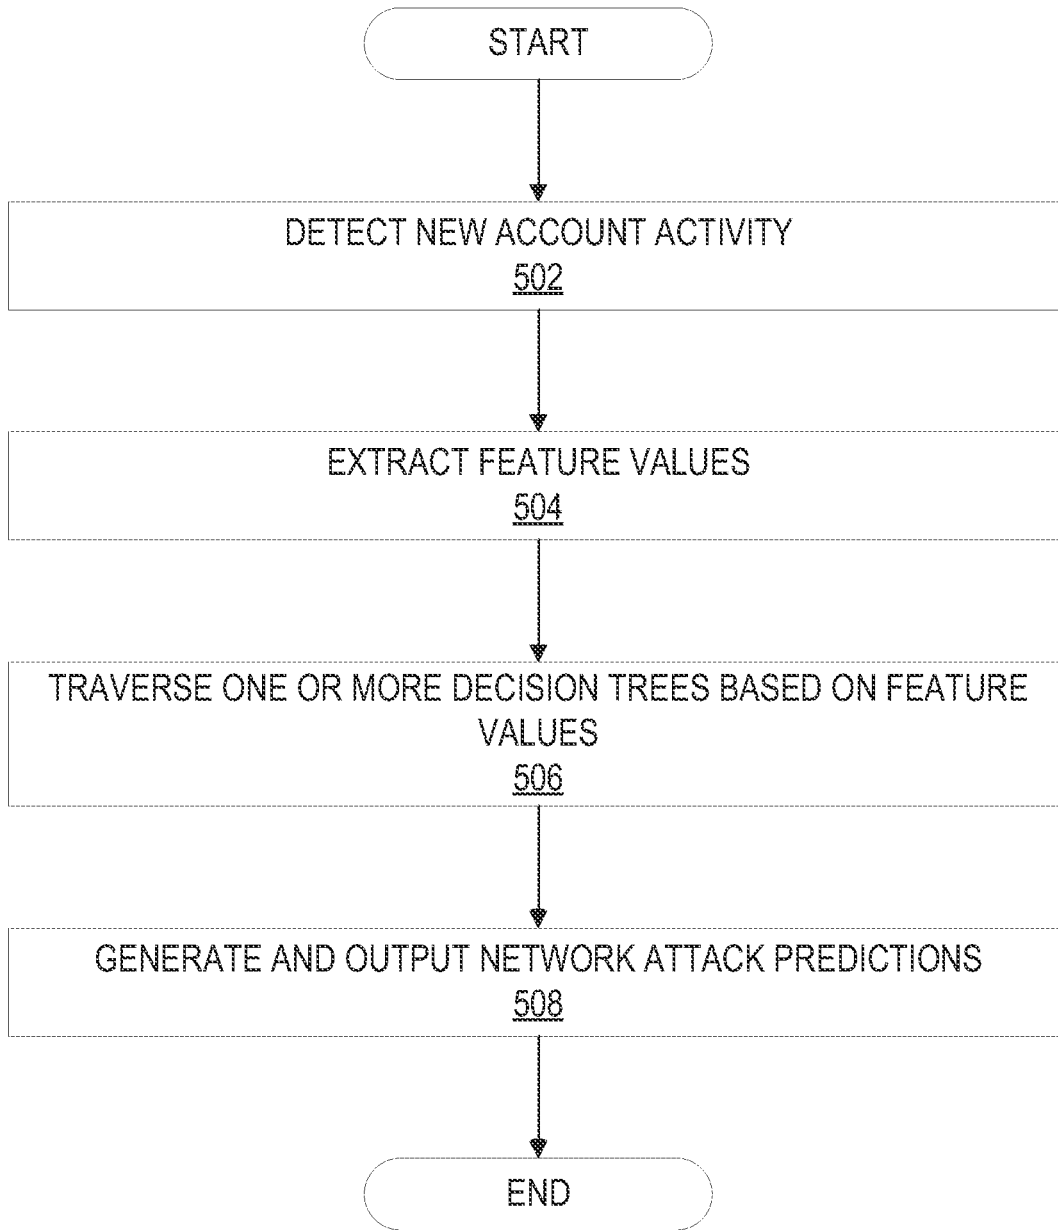 START
DETECT NEW ACCOUNT ACTIVITY
502
EXTRACT FEATURE VALUES
504
TRAVERSE ONE OR MORE DECISION TREES BASED ON FEATURE
VALUES
506
GENERATE AND OUTPUT NETWORK ATTACK PREDICTIONS
508
END